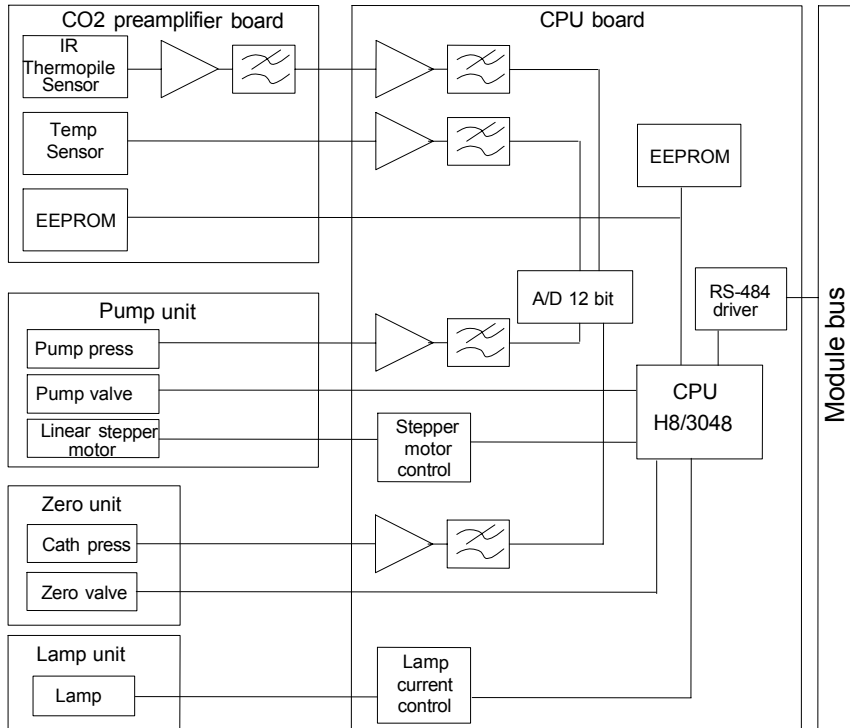 CO2 preamplifier board
CPU board
IR
Thermopile
Sensor
Temp
Sensor
EEPROM
EEPROM
A/D 12 bit
RS-484
driver
Module bus
Pump unit
Pump press
Pump valve
Linear stepper
motor
Stepper
motor
control
CPU
H8/3048
Zero unit
Cath press
Zero valve
Lamp unit
Lamp
Lamp
current
control